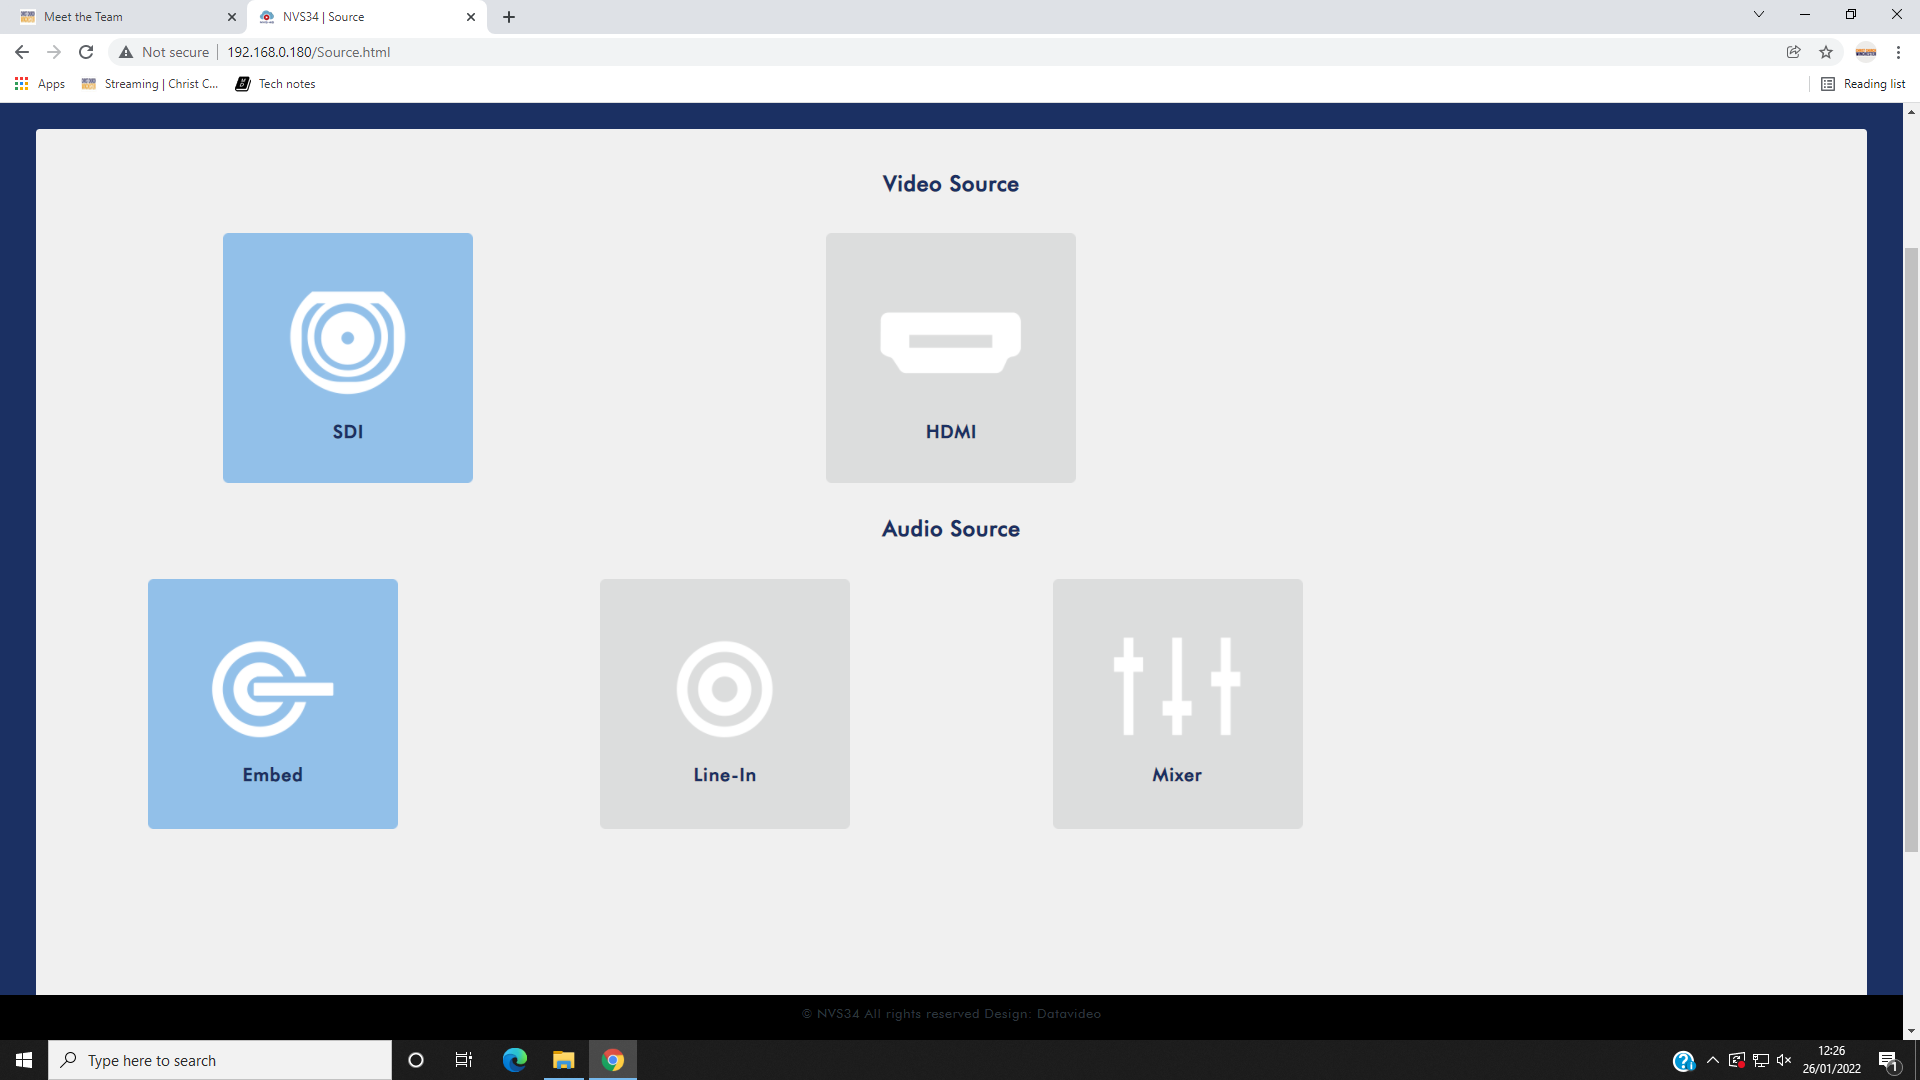 Meet the Team
NVS34 | Source
Not secure
192.168.0.180/Source.html
Apps
Streaming | Christ C...
Tech notes
Reading list
Video Source
SDI
HDMI
Audio Source
Embed
Line-In
Mixer
© NVS34 All rights reserved Design: Datavideo
Type here to search
12:26
26/01/2022
1